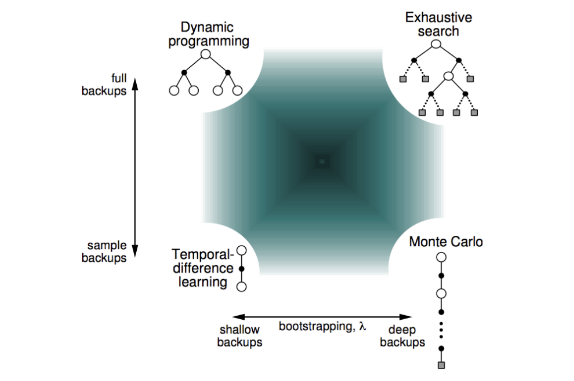 Dynamic
programming
Exhaustive
search
full
backups
sample
backups
Temporal-
difference
learning
Monte Carlo
shallow
backups
bootstrapping, λ
deep
backups